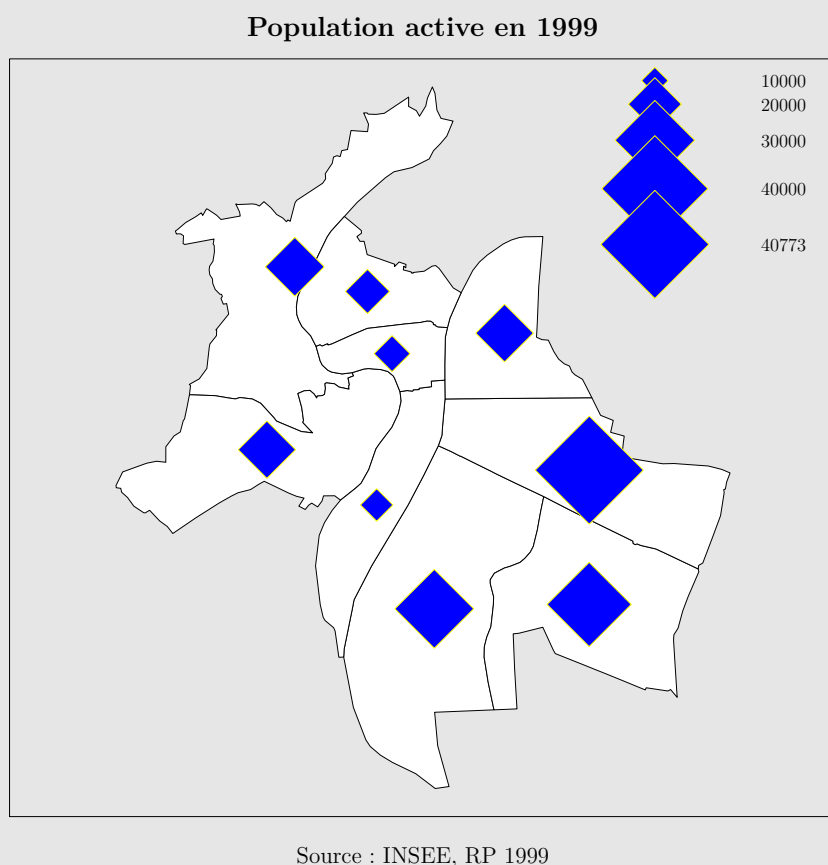 Population active en 1999
10000
20000
30000
40000
40773
Source : INSEE, RP 1999